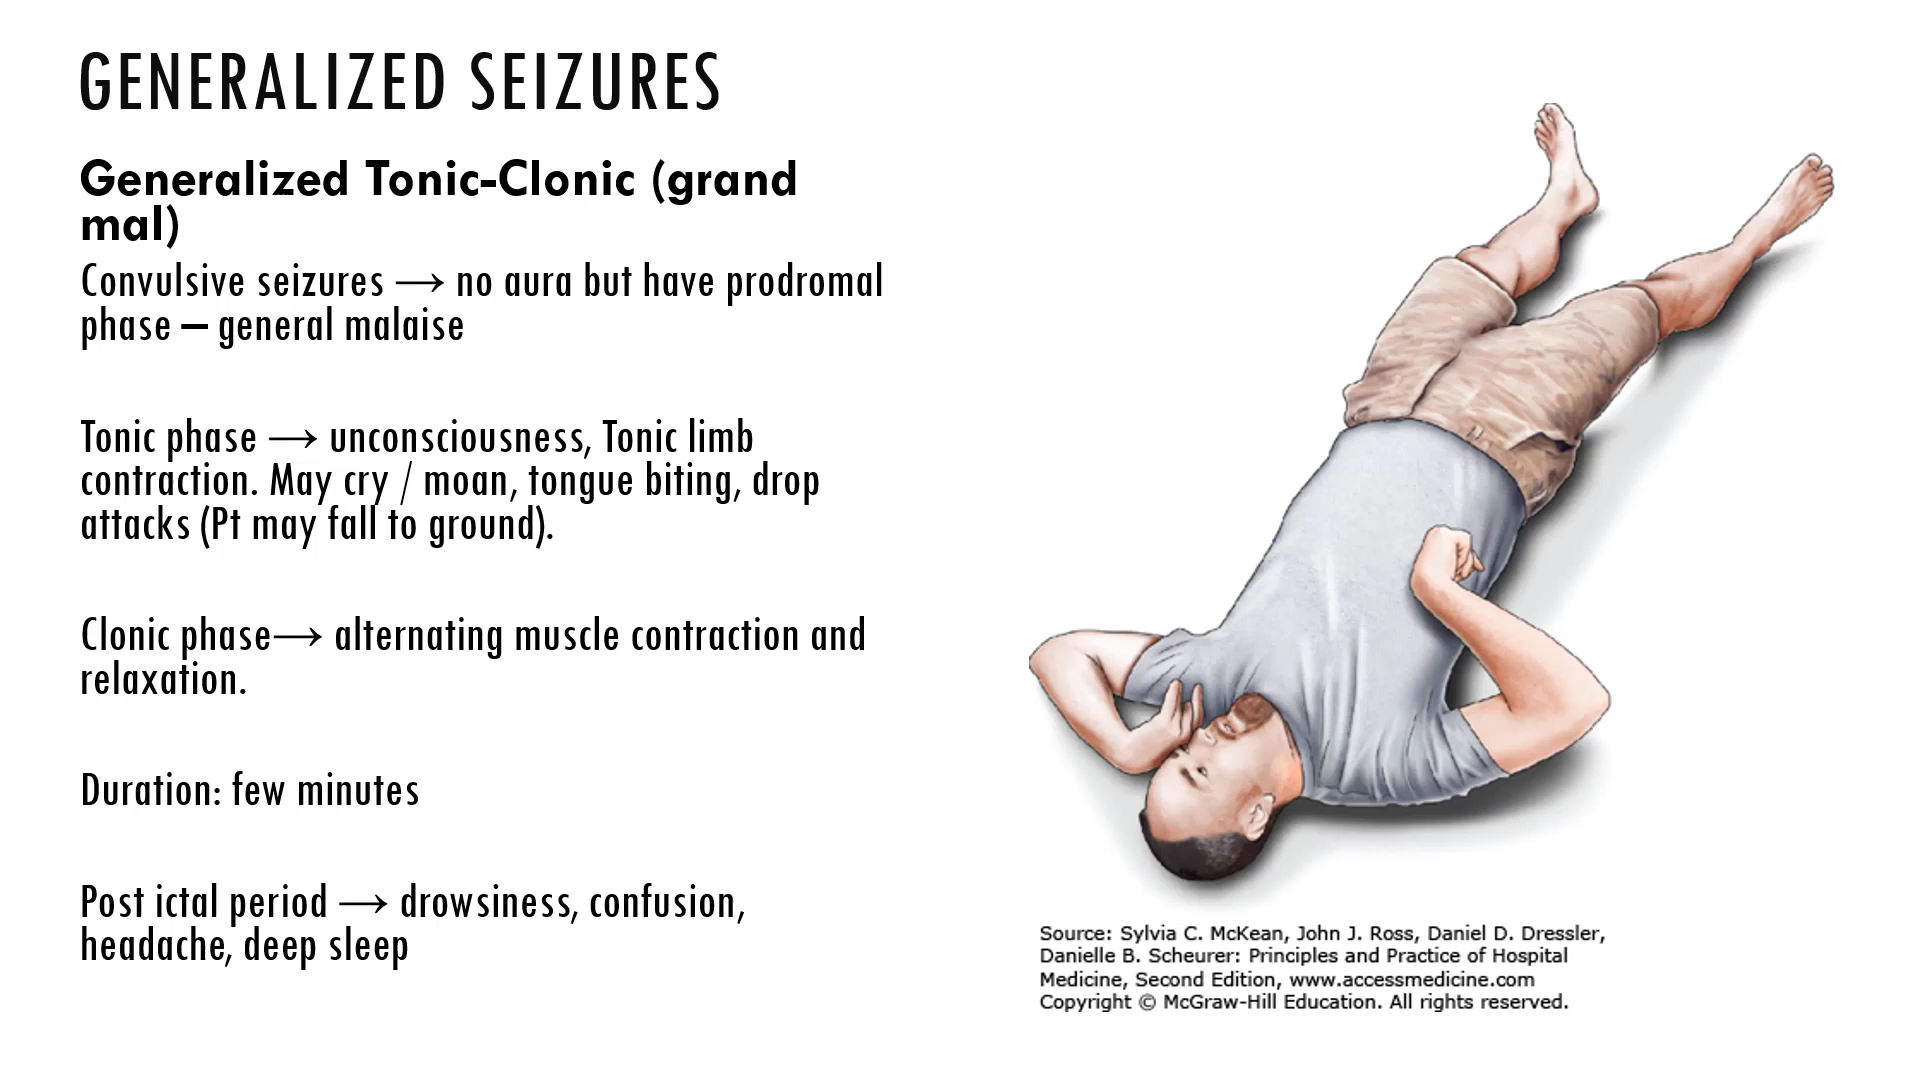 GENERALIZED SEIZURES
Generalized Tonic-Clonic (grand
mal)
Convulsive seizures → no aura but have prodromal
phase – general malaise
Tonic phase → unconsciousness, Tonic limb
contraction. May cry / moan, tongue biting, drop
attacks (Pt may fall to ground).
Clonic phase→ alternating muscle contraction and
relaxation.
Duration: few minutes
Post ictal period → drowsiness, confusion,
headache, deep sleep
Source: Sylvia C. McKean, John J. Ross, Daniel D. Dressler,
Danielle B. Scheurer: Principles and Practice of Hospital
Medicine, Second Edition, www.accessmedicine.com
Copyright © McGraw-Hill Education. All rights reserved.